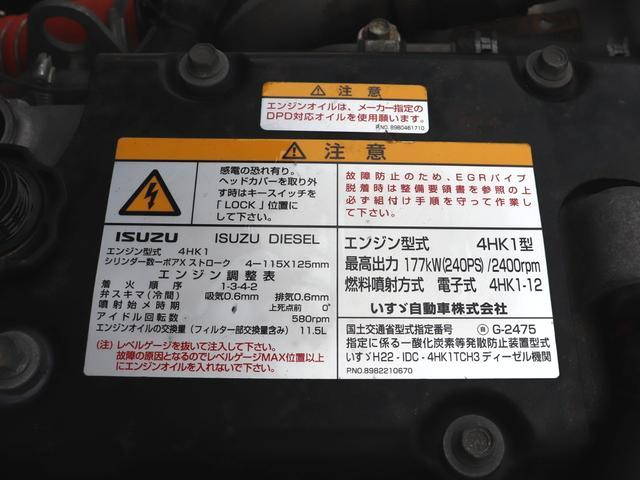 注意
エンジンオイルは、メーカー指定の
DPD対応オイルを使用願います。
P.NO. 8980461710
注意
感電の恐れ有り。
ヘッドカバーを取り外
す時はキースイッチを
「LOCK」位置に
して下さい。
故障防止のため、EGRパイプ
脱着時は整備要領書を参照の上
必ず組付け手順を守って作業し
て下さい。
ISUZU ISUZU DIESEL
エンジン型式 4HK1
シリンダ数ーボアXストローク 4-115X125mm
エンジン調整表
着火順序 1-3-4-2
弁スキマ(冷間) 吸気0.6mm 排気0.6mm
噴射始メ時期 上死点前 0°
アイドル回転数 580rpm
エンジンオイルの交換量(フィルター部交換量含み) 11.5L
(注)レベルゲージを抜いて注入して下さい。
故障の原因となるのでレベルゲージMAX位置以上
にエンジンオイルを入れないで下さい。
エンジン型式 4HK1型
最高出力 177kW(240PS)/2400rpm
燃料噴射方式 電子式 4HK1-12
いすゞ自動車株式会社
国土交通省型式指定番号 G-2475
指定に係る一酸化炭素等発散防止装置型式
いすゞH22-IDC-4HK1TCH3ディーゼル機関
P.NO.8982210670